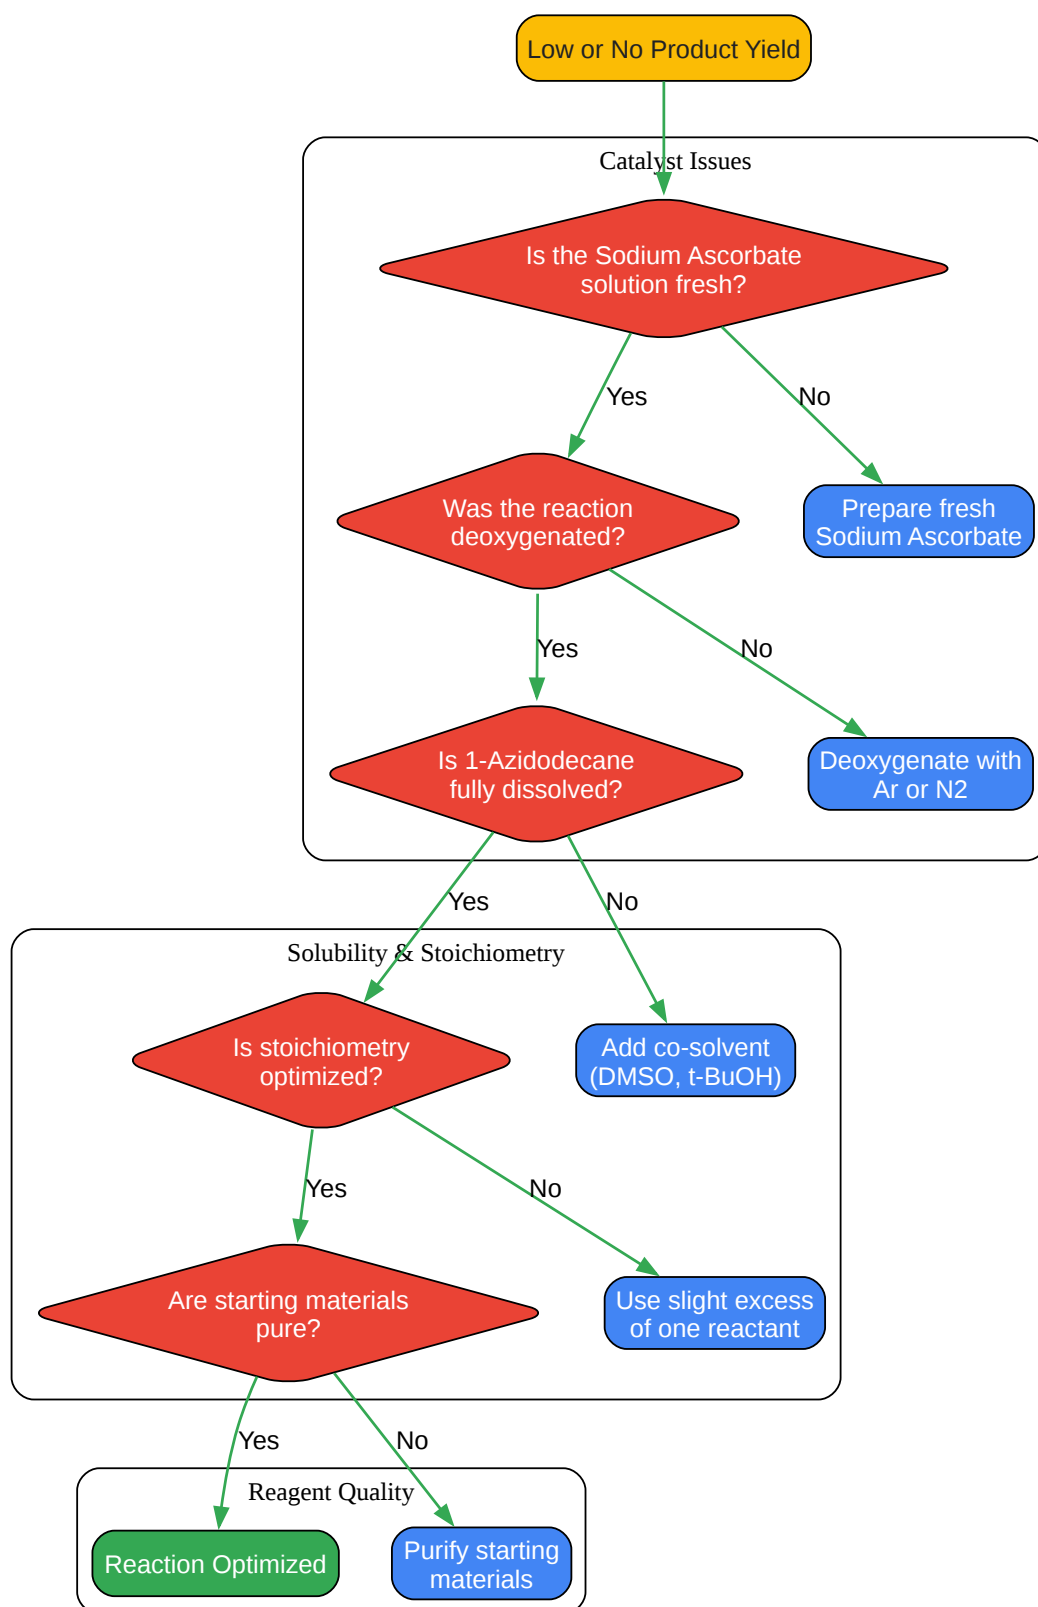 Low or No Product Yield
Catalyst Issues
Is the Sodium Ascorbate
solution fresh?
Yes
No
Was the reaction
deoxygenated?
Prepare fresh
Sodium Ascorbate
Yes
No
Is 1-Azidodecane
fully dissolved?
Deoxygenate with
Ar or N2
Yes
No
Solubility & Stoichiometry
Is stoichiometry
optimized?
Add co-solvent
(DMSO, t-BuOH)
Yes
No
Are starting materials
pure?
Use slight excess
of one reactant
Yes
No
Reagent Quality
Reaction Optimized
Purify starting
materials